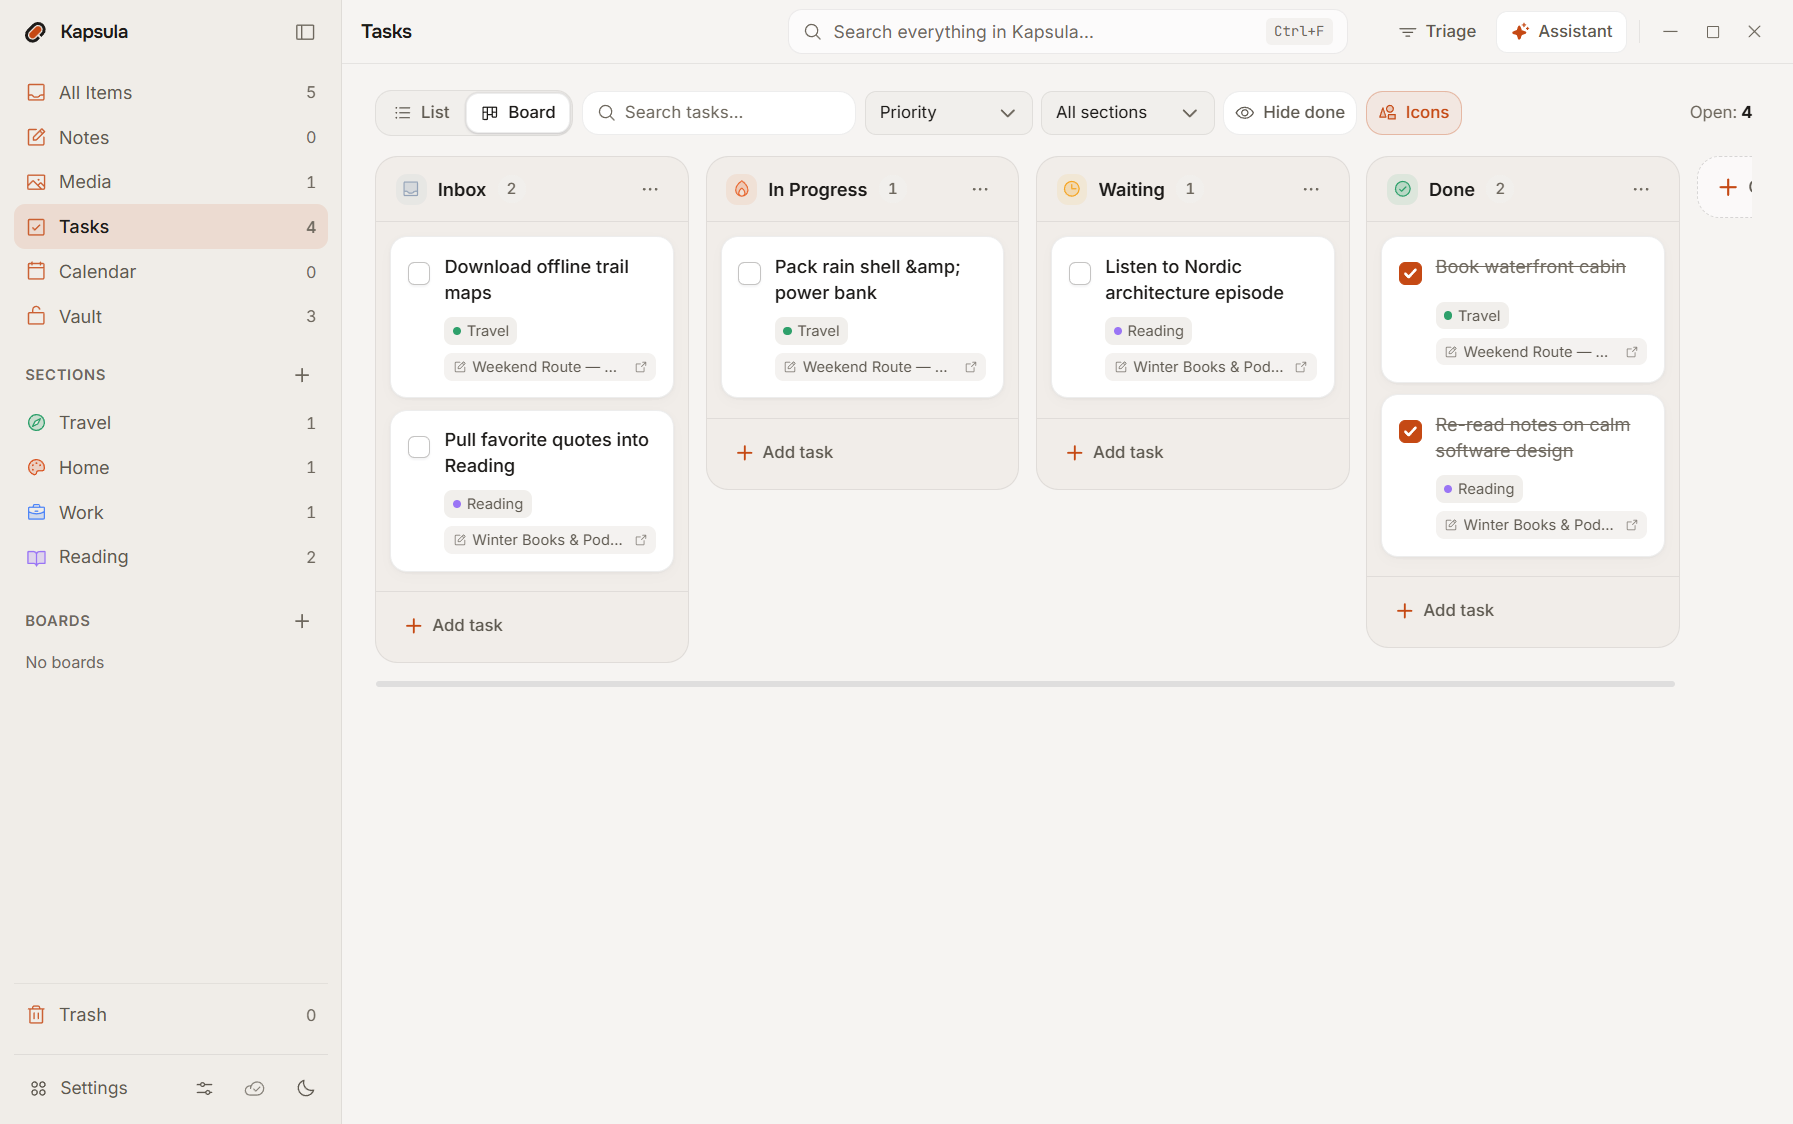 Kapsula
All Items 5
Notes 0
Media 1
Tasks 4
Calendar 0
Vault 3
SECTIONS
Travel 1
Home 1
Work 1
Reading 2
BOARDS
No boards
Trash 0
Settings
Tasks
Search everything in Kapsula... Ctrl+F
Triage
Assistant
List
Board
Search tasks...
Priority
All sections
Hide done
Icons
Open: 4
Inbox 2
Download offline trail
maps
Travel
Weekend Route — ...
Pull favorite quotes into
Reading
Reading
Winter Books & Pod...
Add task
In Progress 1
Pack rain shell &amp;
power bank
Travel
Weekend Route — ...
Add task
Waiting 1
Listen to Nordic
architecture episode
Reading
Winter Books & Pod...
Add task
Done 2
Book waterfront cabin
Travel
Weekend Route — ...
Re-read notes on calm
software design
Reading
Winter Books & Pod...
Add task